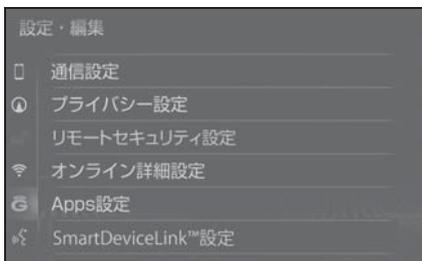 設定・編集
通信設定
プライバシー設定
リモートセキュリティ設定
オンライン詳細設定
Apps設定
SmartDeviceLink™設定